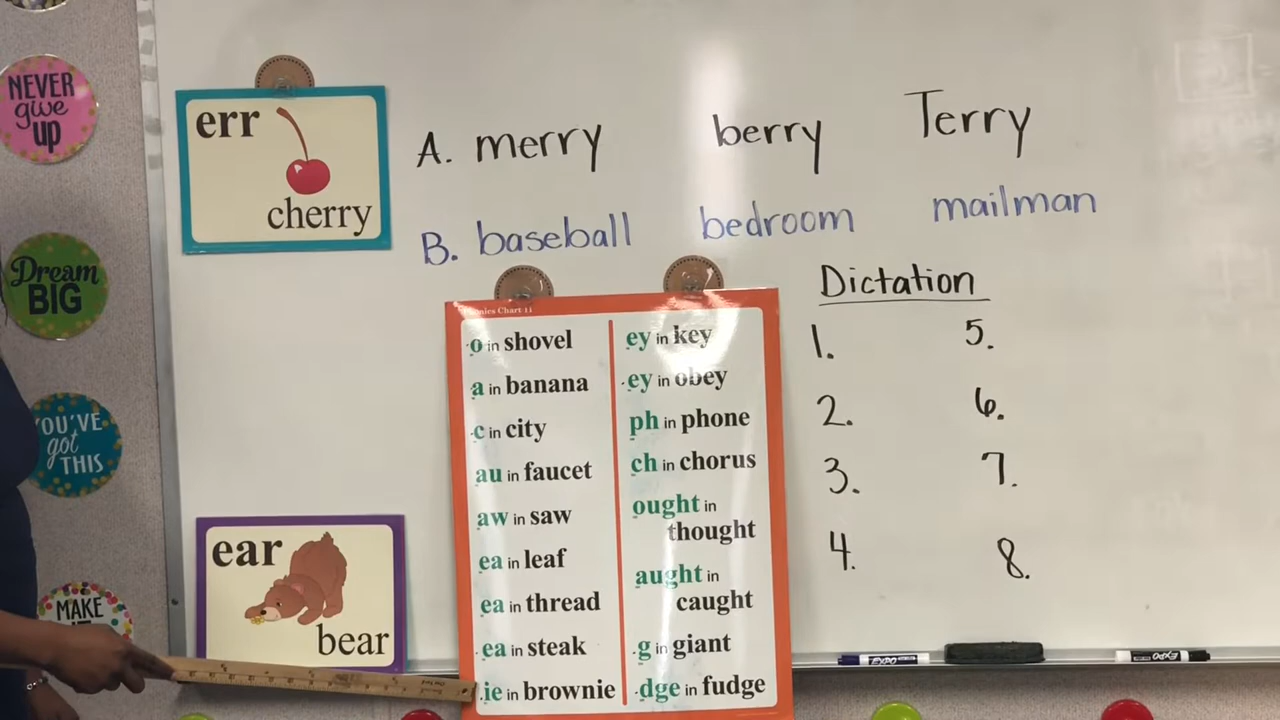 NEVER
give
up
Dream
BIG
YOU'VE
got
THIS
MAKE
err
cherry
A. merry berry Terry
B. baseball bedroom mailman
ear
bear
Chart 11
o in shovel
a in banana
c in city
au in faucet
aw in saw
ea in leaf
ea in thread
ea in steak
ie in brownie
ey in key
ey in obey
ph in phone
ch in chorus
ought in
thought
aught in
caught
g in giant
dge in fudge
Dictation
1.
2.
3.
4.
5.
6.
7.
8.
EXPO
EXPO